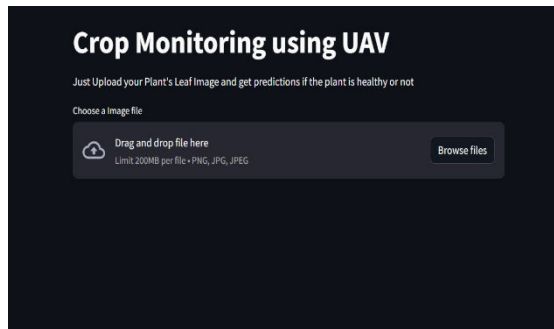 Crop Monitoring using UAV
Just Upload your Plant's Leaf Image and get predictions if the plant is healthy or not
Choose a Image file
Drag and drop file here
Limit 200MB per file • PNG, JPG, JPEG
Browse files